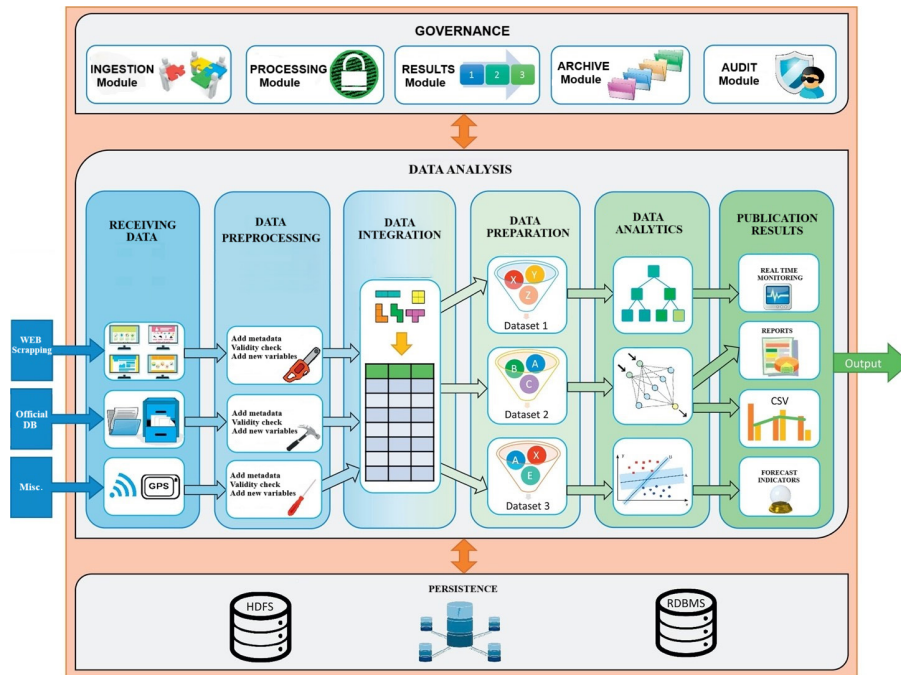 GOVERNANCE
INGESTION
Module
PROCESSING
Module
RESULTS
Module
1 2 3
ARCHIVE
Module
AUDIT
Module
DATA ANALYSIS
RECEIVING
DATA
DATA
PREPROCESSING
DATA
INTEGRATION
DATA
PREPARATION
DATA
ANALYTICS
PUBLICATION
RESULTS
WEB
Scrapping
Official
DB
Misc.
GPS
Add metadata
Validity check
Add new variables
Add metadata
Validity check
Add new variables
Add metadata
Validity check
Add new variables
X Y
Z
Dataset 1
B A
C
Dataset 2
A X
E
Dataset 3
REAL TIME
MONITORING
REPORTS
CSV
FORECAST
INDICATORS
Output
PERSISTENCE
HDFS
RDBMS